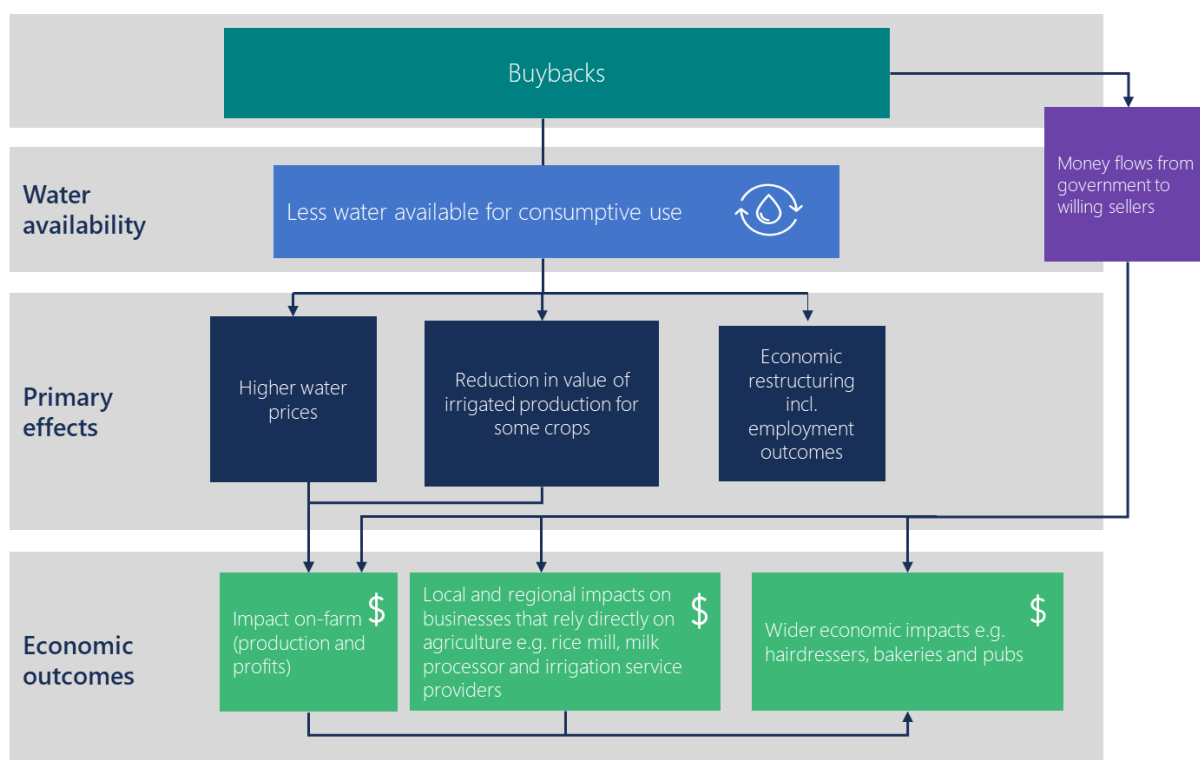 Buybacks
Money flows from
government to
willing sellers
Water
availability
Less water available for consumptive use
Primary
effects
Higher water
prices
Reduction in value of
irrigated production for
some crops
Economic
restructuring
incl.
employment
outcomes
Economic
outcomes
Impact on-farm
(production and
profits)
$
Local and regional impacts on
businesses that rely directly on
agriculture e.g. rice mill, milk
processor and irrigation service
providers
$
Wider economic impacts e.g.
hairdressers, bakeries and pubs
$